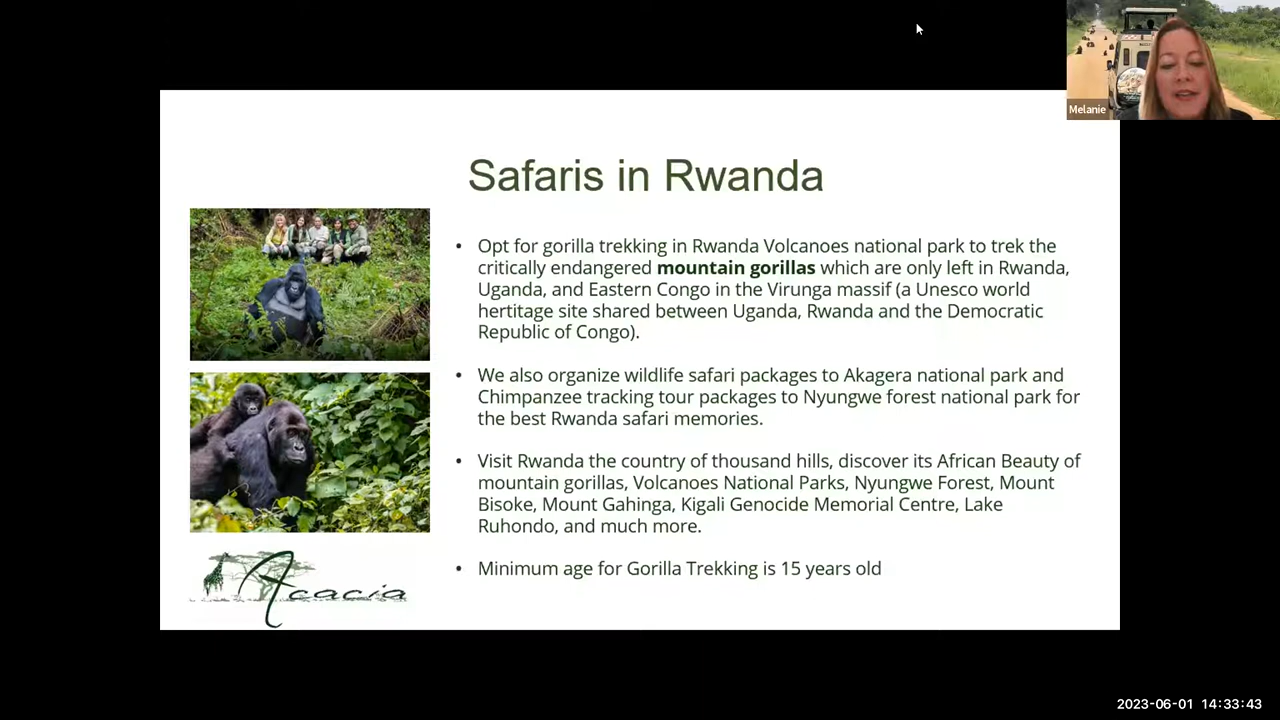 Melanie
Safaris in Rwanda
• Opt for gorilla trekking in Rwanda Volcanoes national park to trek the
critically endangered mountain gorillas which are only left in Rwanda,
Uganda, and Eastern Congo in the Virunga massif (a Unesco world
hertitage site shared between Uganda, Rwanda and the Democratic
Republic of Congo).
• We also organize wildlife safari packages to Akagera national park and
Chimpanzee tracking tour packages to Nyungwe forest national park for
the best Rwanda safari memories.
• Visit Rwanda the country of thousand hills, discover its African Beauty of
mountain gorillas, Volcanoes National Parks, Nyungwe Forest, Mount
Bisoke, Mount Gahinga, Kigali Genocide Memorial Centre, Lake
Ruhondo, and much more.
• Minimum age for Gorilla Trekking is 15 years old
Acacia
2023-06-01 14:33:43